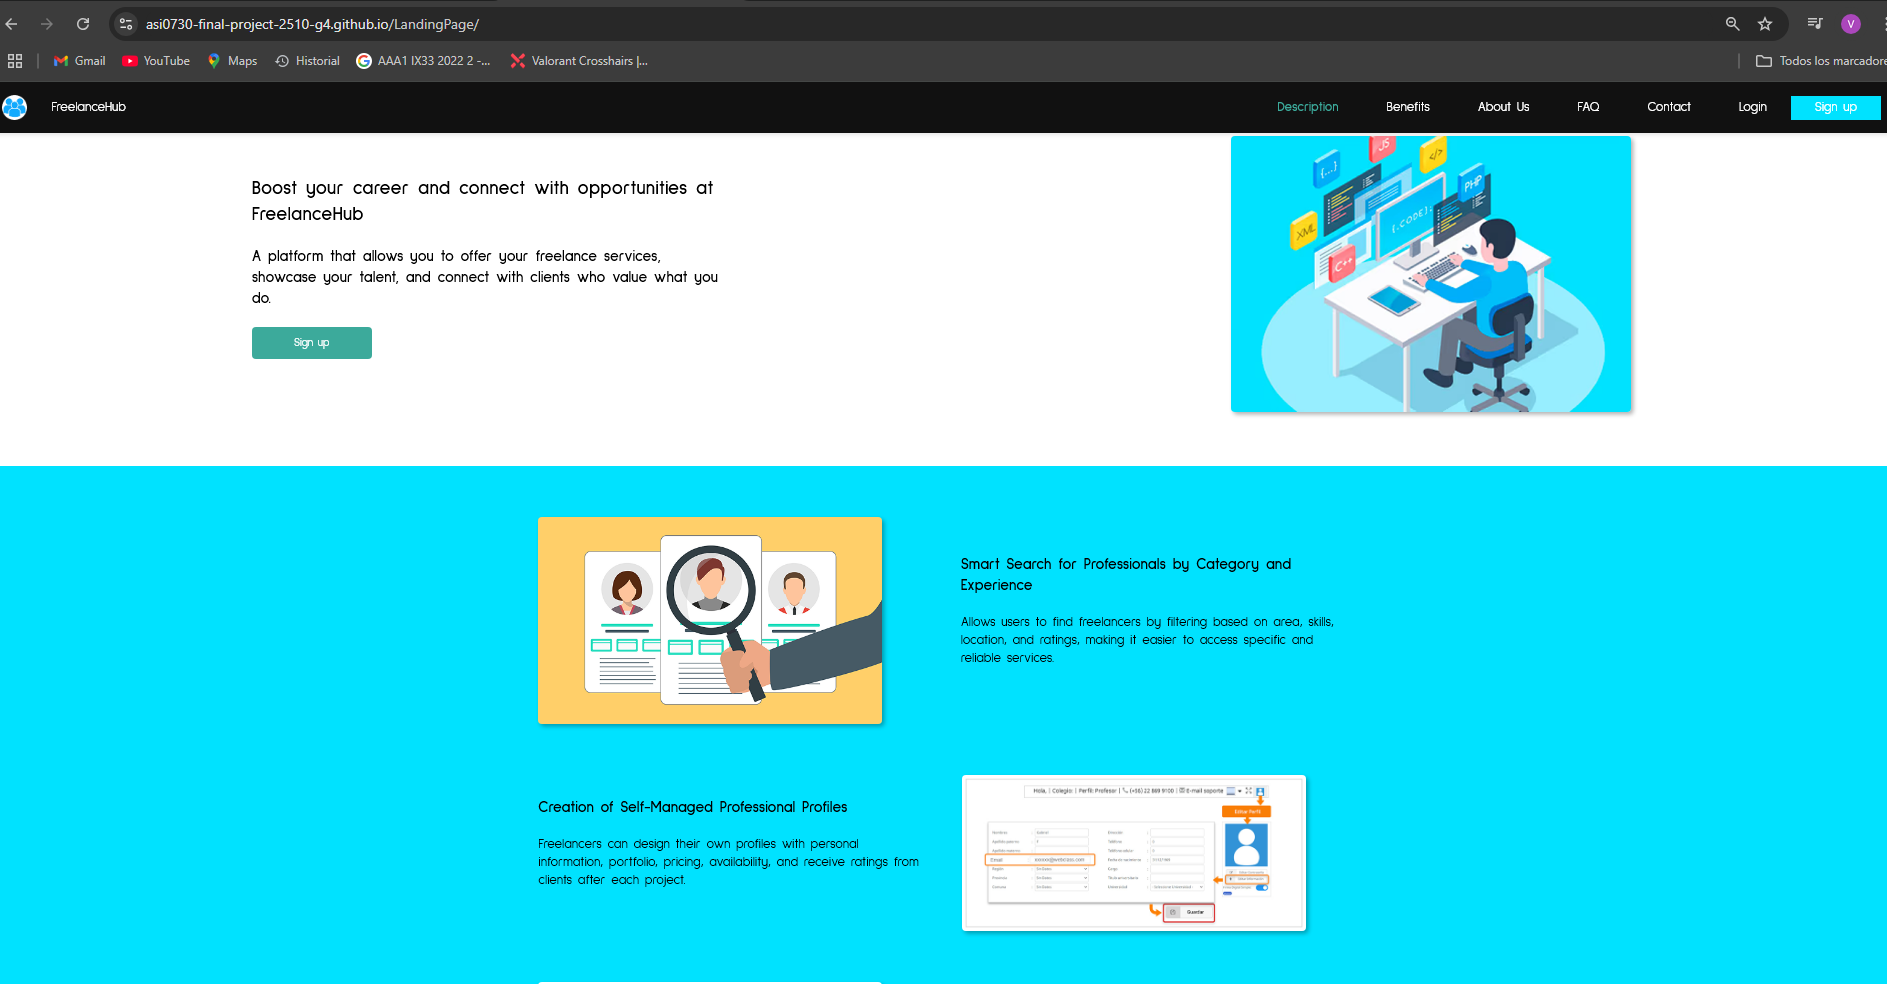 asi0730-final-project-2510-g4.github.io/LandingPage/
V
Gmail
YouTube
Maps
Historial
AAA1 IX33 2022 2 -...
Valorant Crosshairs |...
Todos los marcadore
FreelanceHub
Description
Benefits
About Us
FAQ
Contact
Login
Sign up
Boost your career and connect with opportunities at
FreelanceHub
A platform that allows you to offer your freelance services,
showcase your talent, and connect with clients who value what you
do.
Sign up
JS
</>
{...}
PHP
{.CODE}.
XML
C++
Smart Search for Professionals by Category and
Experience
Allows users to find freelancers by filtering based on area, skills,
location, and ratings, making it easier to access specific and
reliable services.
Creation of Self-Managed Professional Profiles
Freelancers can design their own profiles with personal
information, portfolio, pricing, availability, and receive ratings from
clients after each project.
Hola, | Colegio: | Perfil: Profesor | (+56) 22 869 9100 | E-mail soporte
Editar Perfil
Email
Guardar